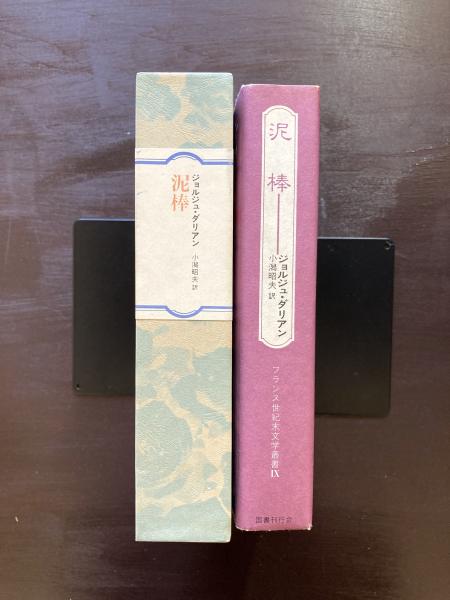 ジョルジュ・ダリアン
泥棒
小潟昭夫 訳
泥棒
ジョルジュ・ダリアン
小潟昭夫 訳
フランス世紀末文学叢書IX
国書刊行会